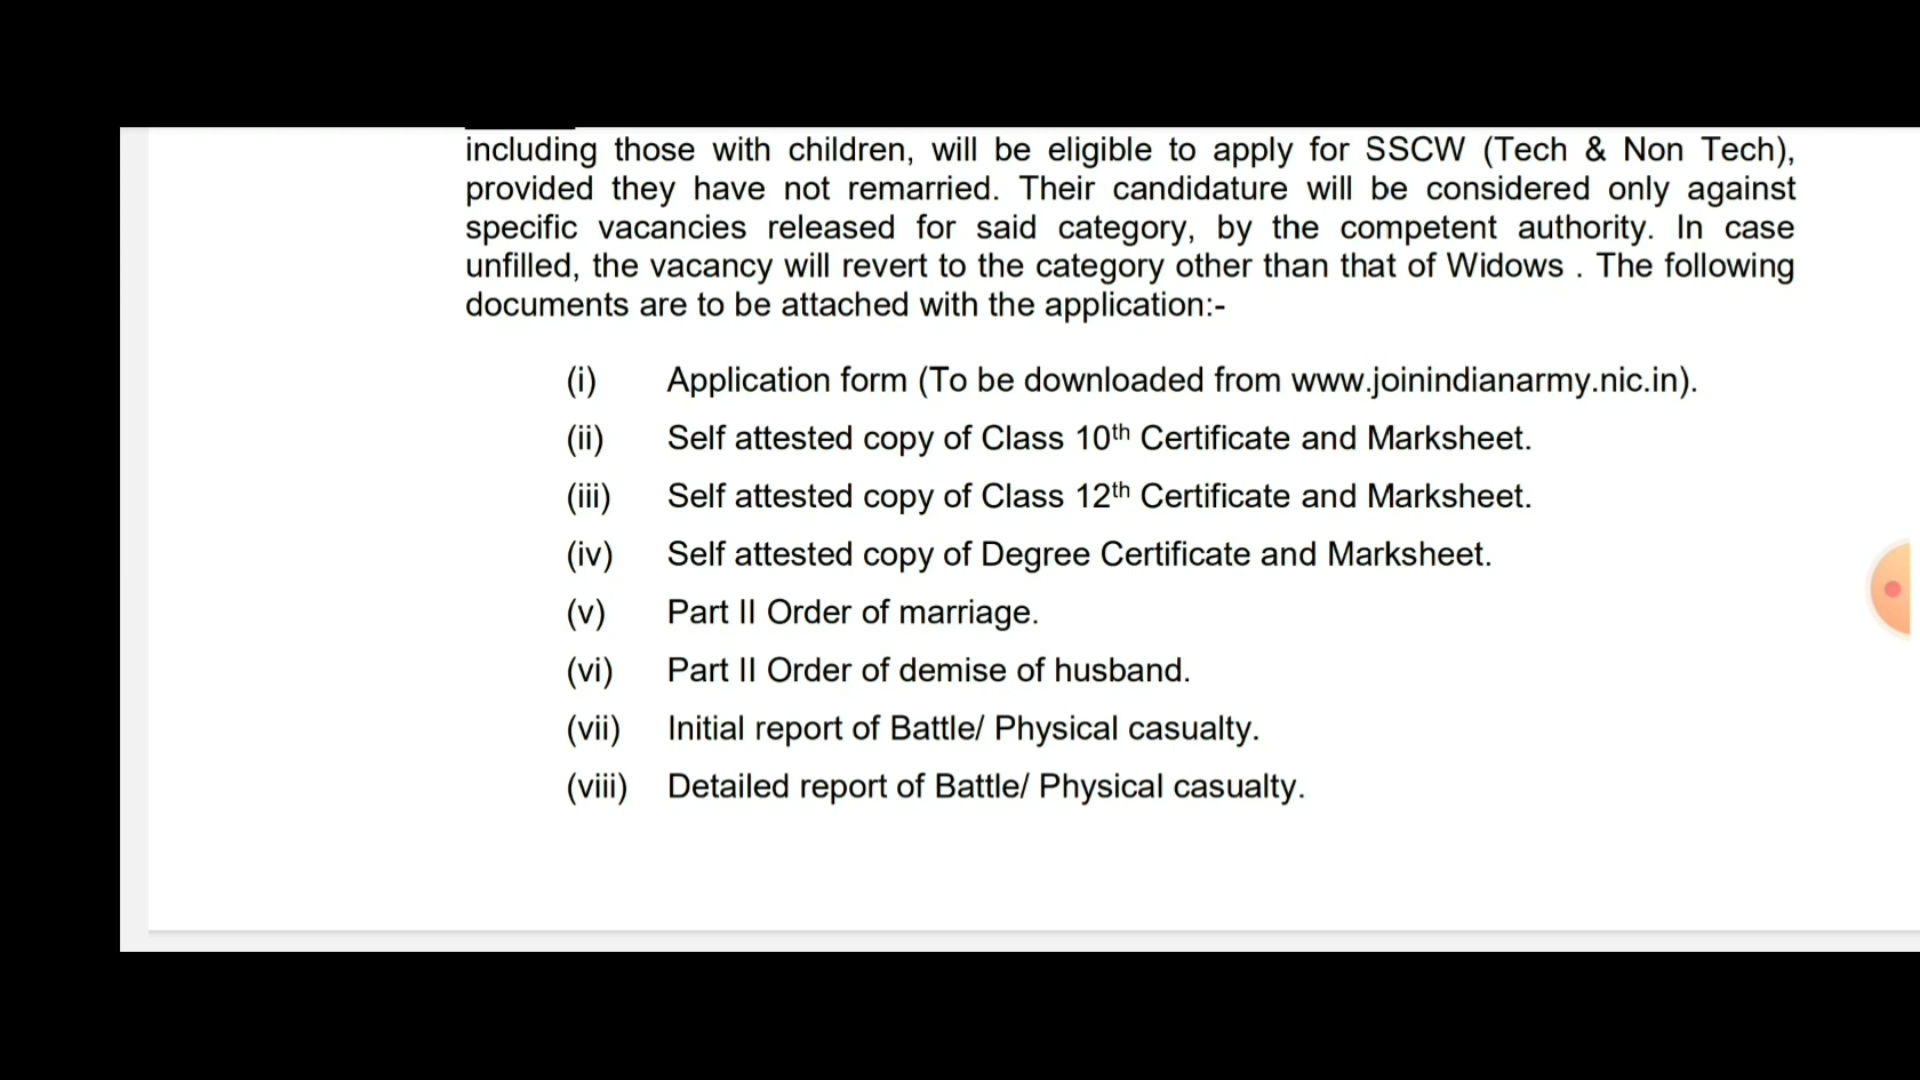 including those with children, will be eligible to apply for SSCW (Tech & Non Tech),
provided they have not remarried. Their candidature will be considered only against
specific vacancies released for said category, by the competent authority. In case
unfilled, the vacancy will revert to the category other than that of Widows . The following
documents are to be attached with the application:-
(i) Application form (To be downloaded from www.joinindianarmy.nic.in).
(ii) Self attested copy of Class 10th Certificate and Marksheet.
(iii) Self attested copy of Class 12th Certificate and Marksheet.
(iv) Self attested copy of Degree Certificate and Marksheet.
(v) Part II Order of marriage.
(vi) Part II Order of demise of husband.
(vii) Initial report of Battle/ Physical casualty.
(viii) Detailed report of Battle/ Physical casualty.